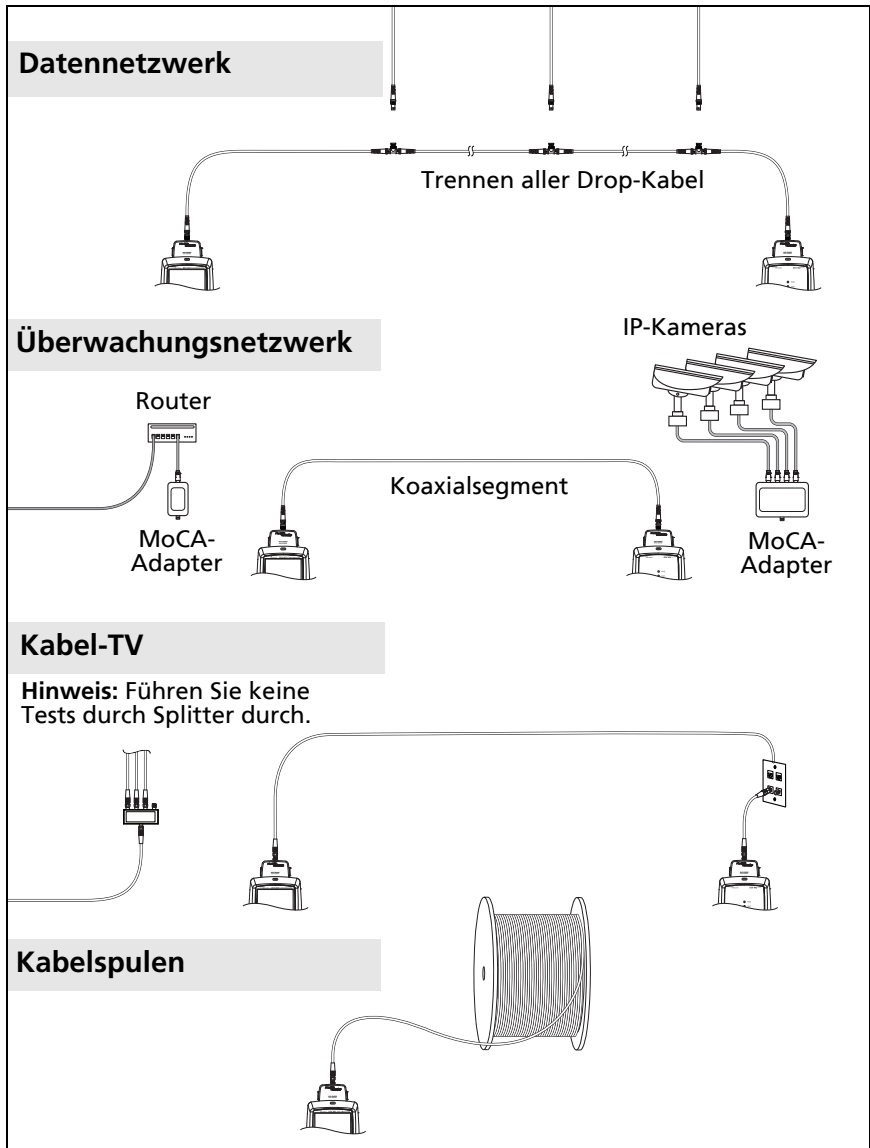 Datennetzwerk
Trennen aller Drop-Kabel
Überwachungsnetzwerk
IP-Kameras
Router
Koaxialsegment
MoCA-
Adapter
MoCA-
Adapter
Kabel-TV
Hinweis: Führen Sie keine
Tests durch Splitter durch.
Kabelspulen